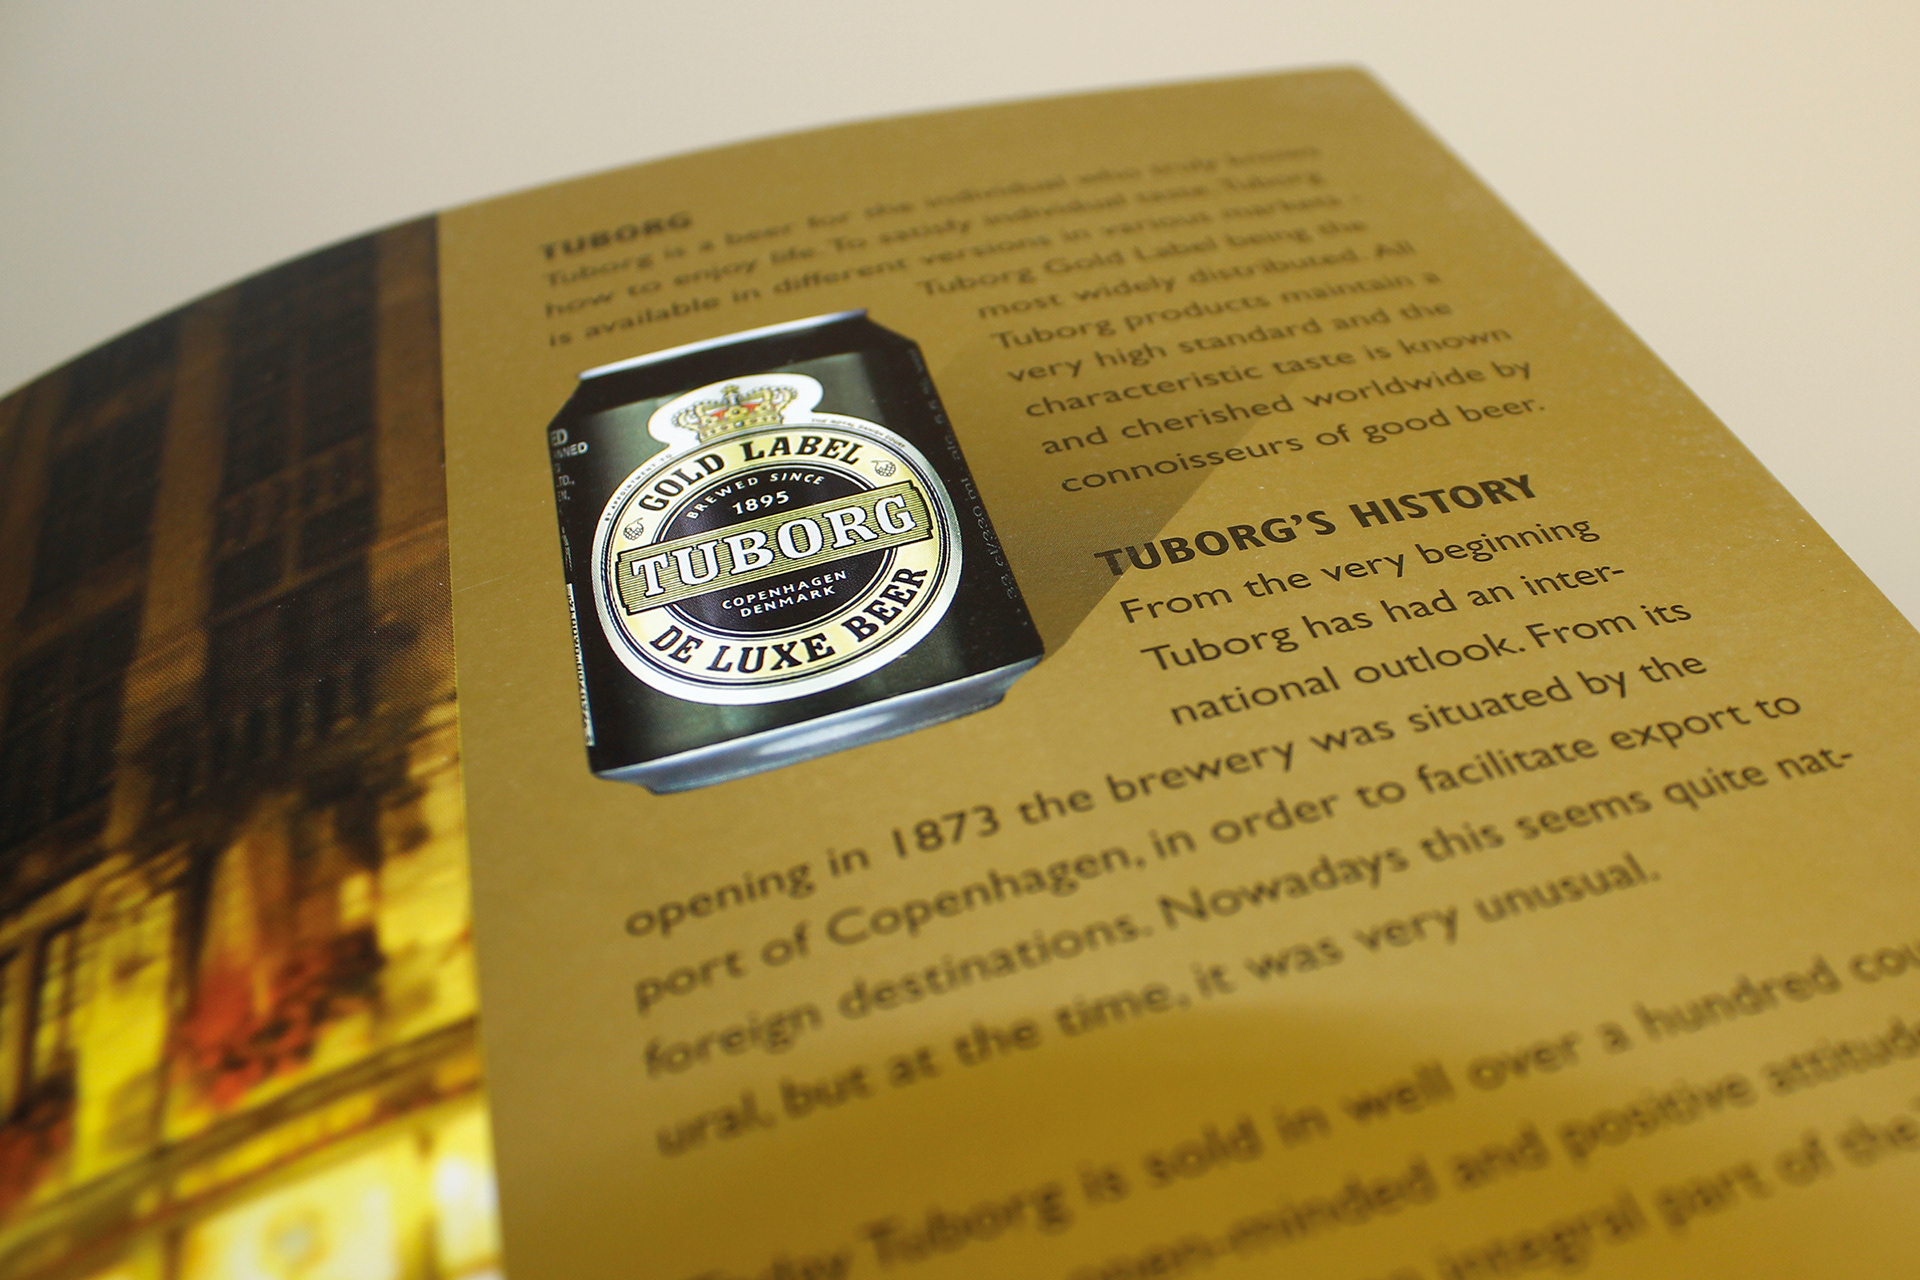 TUBORG
Tuborg is a beer for the individual who truly knows
how to enjoy life. To satisfy individual taste Tuborg
is available in different versions in various markets -
Tuborg Gold Label being the
most widely distributed. All
Tuborg products maintain a
very high standard and the
characteristic taste is known
and cherished worldwide by
connoisseurs of good beer.
GOLD LABEL
BREWED SINCE
1895
TUBORG
COPENHAGEN
DENMARK
DE LUXE BEER
TUBORG'S HISTORY
From the very beginning
Tuborg has had an inter-
national outlook. From its
opening in 1873 the brewery was situated by the
port of Copenhagen, in order to facilitate export to
foreign destinations. Nowadays this seems quite nat-
ural, but at the time, it was very unusual.
Tuborg is sold in well over a hundred cou
open-minded and positive attitude
integral part of the